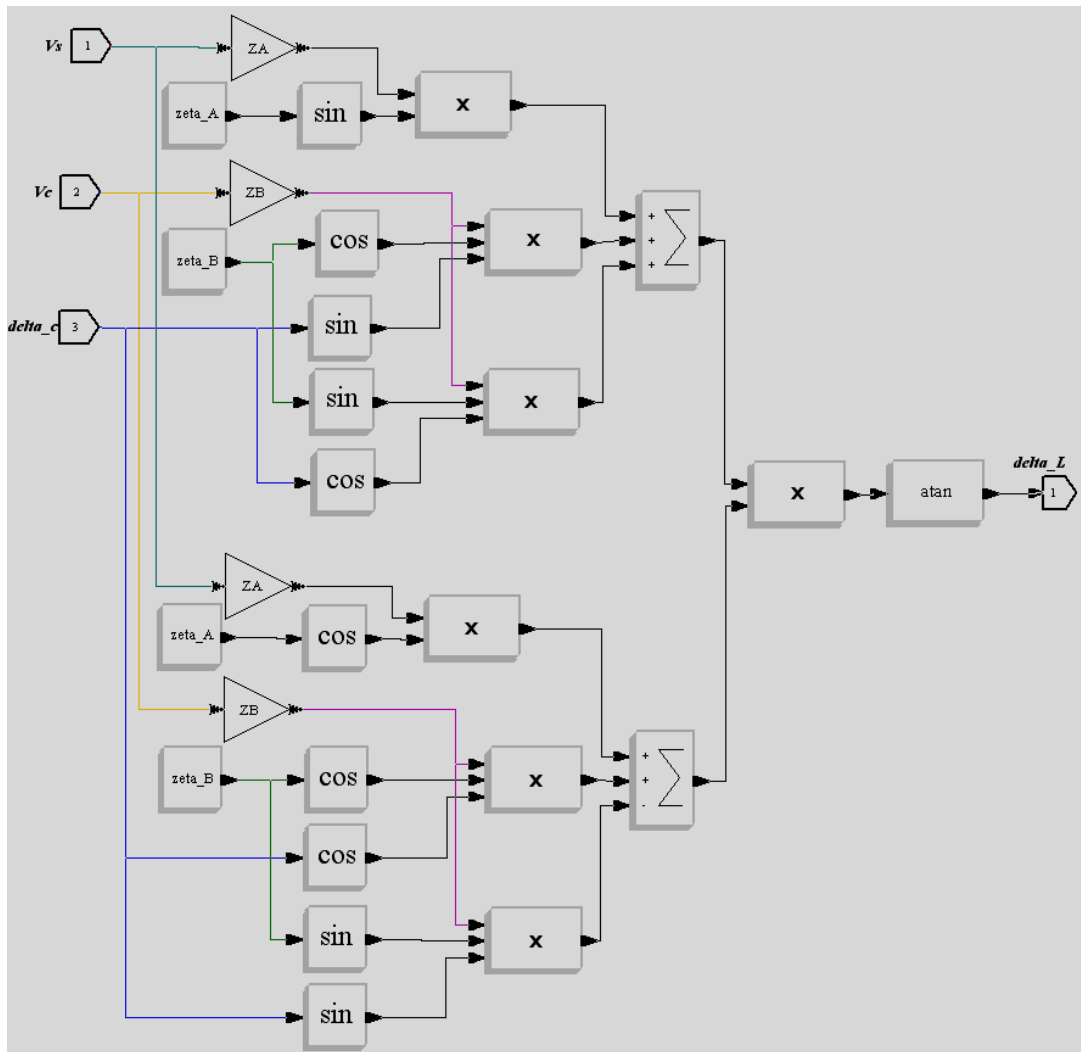 Vs 1 ZA
zeta_A sin x
Vc 2 ZB
+
cos x + Σ
zeta_B +
delta_c 3 sin
sin x
cos
delta_L
x atan 1
ZA
zeta_A cos x
ZB
+
zeta_B cos x + Σ
-
cos
sin x
sin